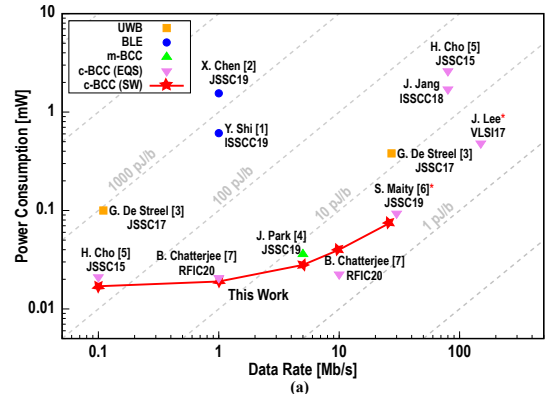 UWB
BLE
m-BCC
c-BCC (EQS)
c-BCC (SW)
X. Chen [2]
JSSC19
H. Cho [5]
JSSC15
J. Jang
ISSCC18
J. Lee*
VLSI17
Y. Shi [1]
ISSCC19
G. De Streel [3]
JSSC17
S. Maity [6]*
JSSC19
G. De Streel [3]
JSSC17
J. Park [4]
JSSC19
H. Cho [5]
JSSC15
B. Chatterjee [7]
RFIC20
B. Chatterjee [7]
RFIC20
This Work
1000 pJ/b
100 pJ/b
10 pJ/b
1 pJ/b
Power Consumption [mW]
10
1
0.10
0.01
0.1
1
10
100
Data Rate [Mb/s]
(a)